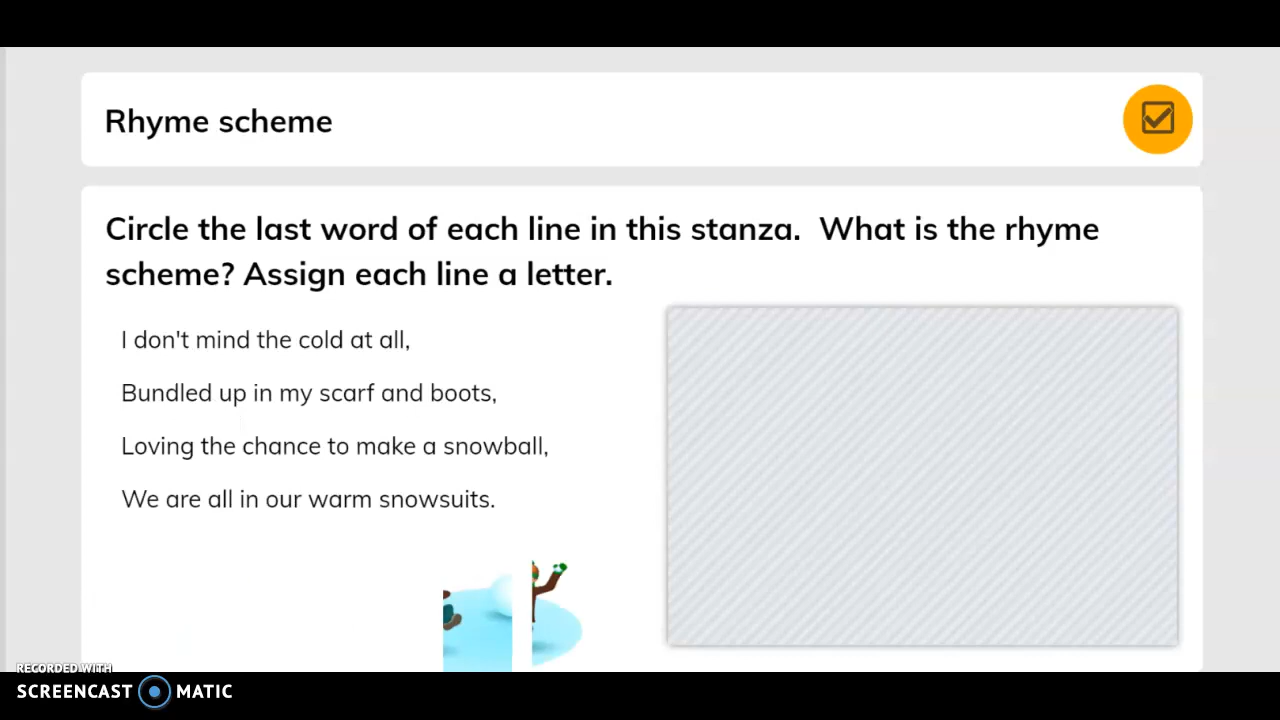 Rhyme scheme
Circle the last word of each line in this stanza.  What is the rhyme
scheme? Assign each line a letter.
I don't mind the cold at all,
Bundled up in my scarf and boots,
Loving the chance to make a snowball,
We are all in our warm snowsuits.
RECORDED WITH
SCREENCAST MATIC